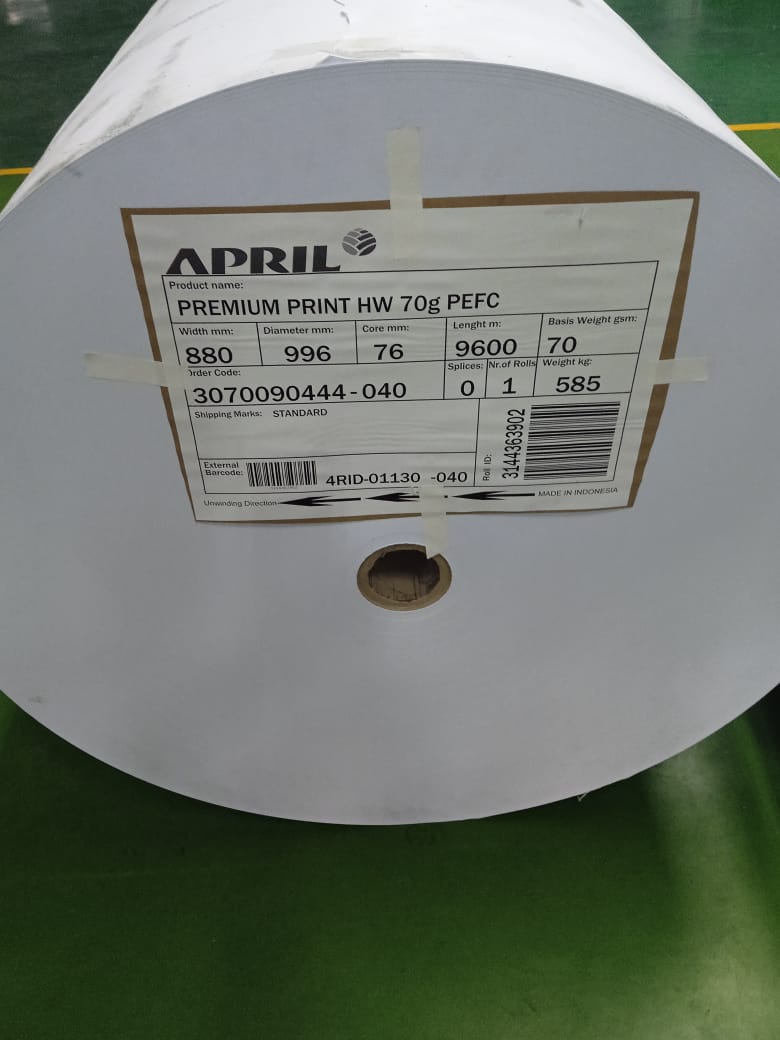 APRIL
Product name:
PREMIUM PRINT HW 70g PEFC
Width mm: Diameter mm: Core mm: Lenght m: Basis Weight gsm:
880 996 76 9600 70
Order Code: Splices: Nr.of Rolls Weight kg:
3070090444-040 0 1 585
Shipping Marks: STANDARD
External
Barcode: 4RID-01130 -040
Roll ID: 3144363902
Unwinding Direction MADE IN INDONESIA